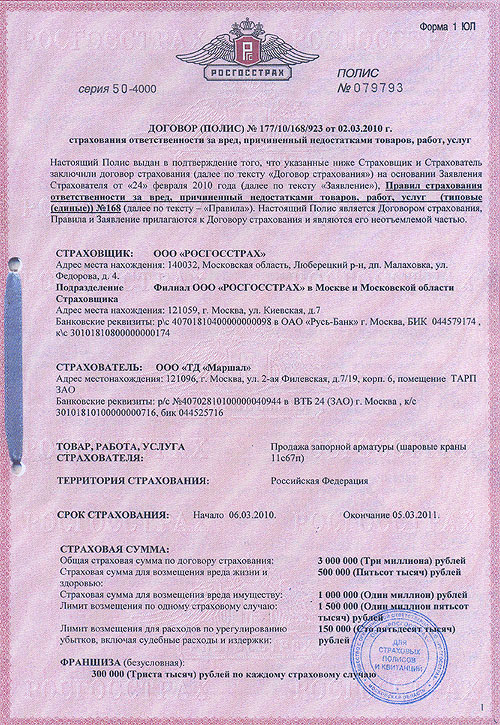 Форма 1 ЮЛ
РГС
РОСГОССТРАХ
серия 50-4000
ПОЛИС
№ 079793
ДОГОВОР (ПОЛИС) № 177/10/168/923 от 02.03.2010 г.
страхования ответственности за вред, причиненный недостатками товаров, работ, услуг
Настоящий Полис выдан в подтверждение того, что указанные ниже Страховщик и Страхователь
заключили договор страхования (далее по тексту «Договор страхования») на основании Заявления
Страхователя от «24» февраля 2010 года (далее по тексту «Заявление»), Правил страхования
ответственности за вред, причиненный недостатками товаров, работ, услуг (типовые
(единые)) №168 (далее по тексту – «Правила»). Настоящий Полис является Договором страхования,
Правила и Заявление прилагаются к Договору страхования и являются его неотъемлемой частью.
СТРАХОВЩИК: ООО «РОСГОССТРАХ»
Адрес места нахождения: 140032, Московская область, Люберецкий р-н, дп. Малаховка, ул.
Федорова, д. 4.
Подразделение Филиал ООО «РОСГОССТРАХ» в Москве и Московской области
Страховщика
Адрес места нахождения: 121059, г. Москва, ул. Киевская, д.7
Банковские реквизиты: р\с 40701810400000000098 в ОАО «Русь-Банк» г. Москва, БИК 044579174 ,
к\с 30101810800000000174
СТРАХОВАТЕЛЬ: ООО «ТД «Маршал»
Адрес местонахождения: 121096, г. Москва, ул. 2-ая Филевская, д.7/19, корп. 6, помещение ТАРП
ЗАО
Банковские реквизиты: р/с №40702810100000040944 в ВТБ 24 (ЗАО) г. Москва , к/с
30101810100000000716, бик 044525716
ТОВАР, РАБОТА, УСЛУГА Продажа запорной арматуры (шаровые краны
СТРАХОВАТЕЛЯ: 11с67п)
ТЕРРИТОРИЯ СТРАХОВАНИЯ: Российская Федерация
СРОК СТРАХОВАНИЯ: Начало 06.03.2010. Окончание 05.03.2011.
СТРАХОВАЯ СУММА:
Общая страховая сумма по договору страхования: 3 000 000 (Три миллиона) рублей
Страховая сумма для возмещения вреда жизни и 500 000 (Пятьсот тысяч) рублей
здоровью:
Страховая сумма для возмещения вреда имуществу: 1 000 000 (Один миллион) рублей
Лимит возмещения по одному страховому случаю: 1 500 000 (Один миллион пятьсот
тысяч) рублей
Лимит возмещения для расходов по урегулированию 150 000 (Сто пятьдесят тысяч)
убытков, включая судебные расходы и издержки: рублей
ФРАНШИЗА (безусловная):
300 000 (Триста тысяч) рублей по каждому страховому случаю
ДЛЯ
СТРАХОВЫХ
ПОЛИСОВ
И КВИТАНЦИЙ
1